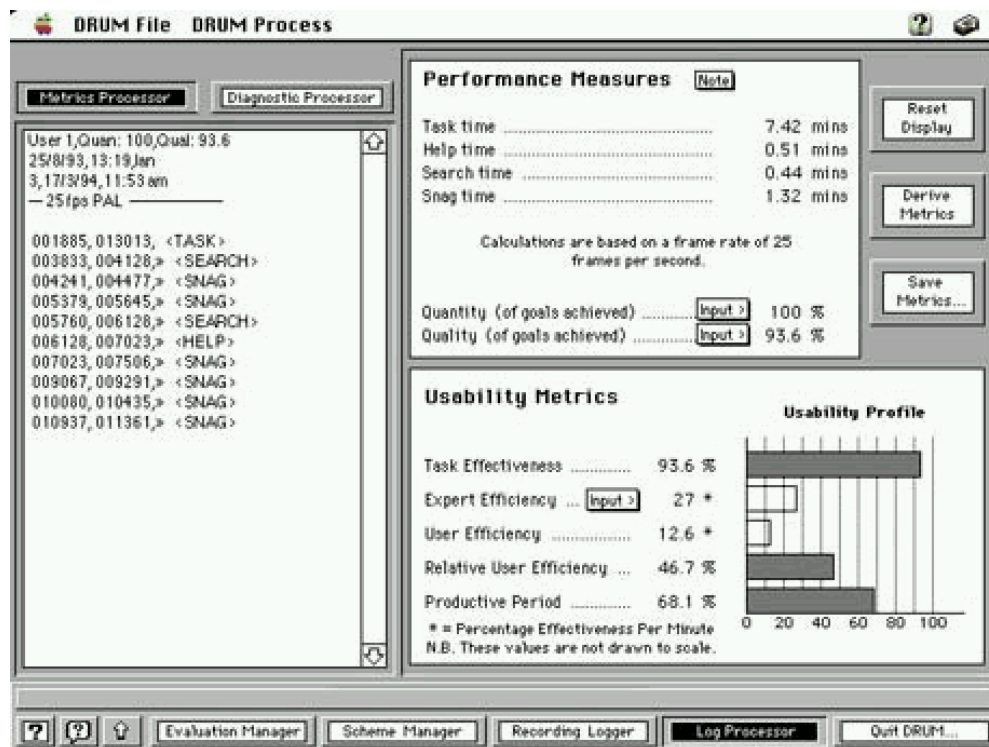 DRUM File DRUM Process
Metrics Processor Diagnostic Processor
User 1,Quan: 100,Qual: 93.6
25/8/93,13:19,Ian
3,17/3/94,11:53 am
— 25fps PAL —
001885,013013, <TASK>
003833,004128,» <SEARCH>
004241,004477,» <SNAG>
005379,005645,» <SNAG>
005760,006128,» <SEARCH>
006128,007023,» <HELP>
007023,007506,» <SNAG>
009067,009291,» <SNAG>
010080,010435,» <SNAG>
010937,011361,» <SNAG>
Performance Measures Note
Task time ........ 7.42 mins
Help time ........ 0.51 mins
Search time ........ 0.44 mins
Snag time ........ 1.32 mins
Calculations are based on a frame rate of 25
frames per second.
Quantity (of goals achieved) ........ Input > 100 %
Quality (of goals achieved) ........ Input > 93.6 %
Reset
Display
Derive
Metrics
Save
Metrics...
Usability Metrics
Task Effectiveness ........ 93.6 %
Expert Efficiency ... Input > 27 *
User Efficiency ........ 12.6 *
Relative User Efficiency ... 46.7 %
Productive Period ........ 68.1 %
* = Percentage Effectiveness Per Minute
N.B. These values are not drawn to scale.
Usability Profile
0 20 40 60 80 100
? (?) Evaluation Manager Scheme Manager Recording Logger Log Processor Quit DRUM...